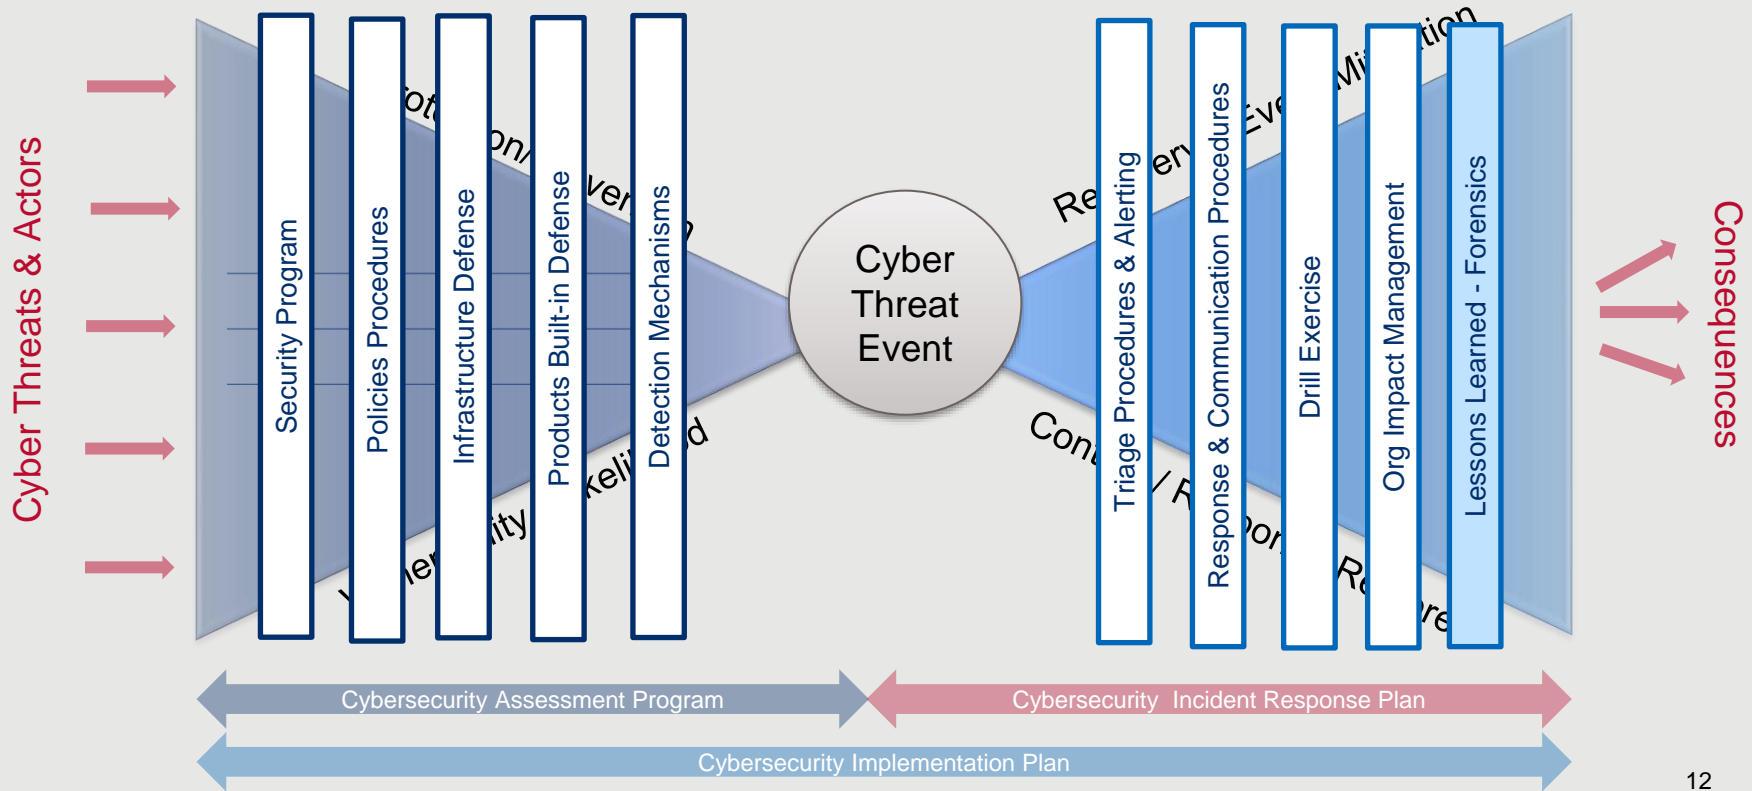 Cyber Threats & Actors
Security Program
Policies Procedures
Infrastructure Defense
Products Built-in Defense
Detection Mechanisms
Cyber
Threat
Event
Triage Procedures & Alerting
Response & Communication Procedures
Drill Exercise
Org Impact Management
Lessons Learned - Forensics
Consequences
Cybersecurity Assessment Program
Cybersecurity Incident Response Plan
Cybersecurity Implementation Plan
12